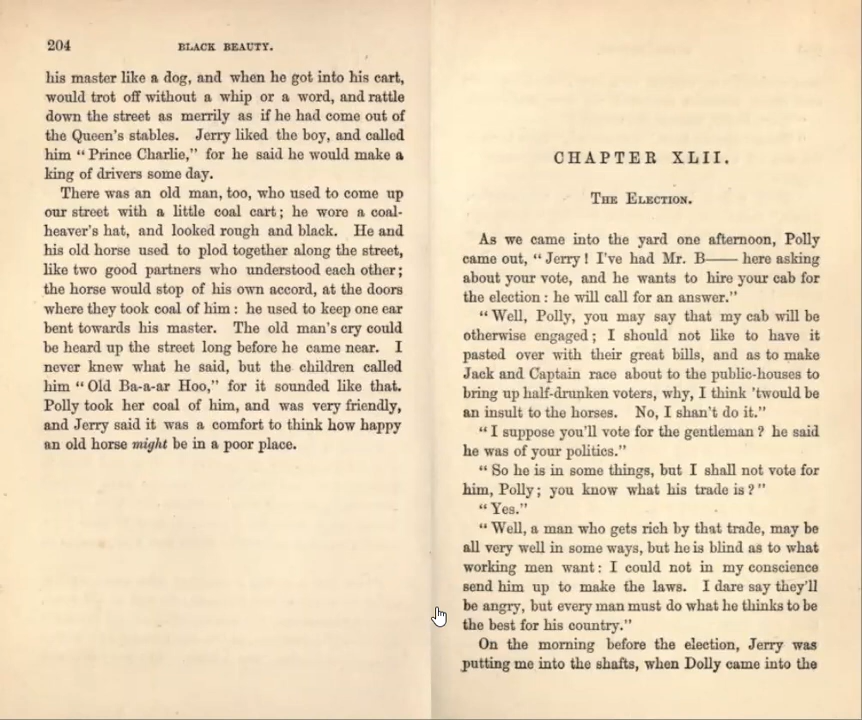 204 BLACK BEAUTY.
his master like a dog, and when he got into his cart,
would trot off without a whip or a word, and rattle
down the street as merrily as if he had come out of
the Queen's stables. Jerry liked the boy, and called
him “Prince Charlie,” for he said he would make a
king of drivers some day.
There was an old man, too, who used to come up
our street with a little coal cart; he wore a coal-
heaver's hat, and looked rough and black. He and
his old horse used to plod together along the street,
like two good partners who understood each other;
the horse would stop of his own accord, at the doors
where they took coal of him: he used to keep one ear
bent towards his master. The old man's cry could
be heard up the street long before he came near. I
never knew what he said, but the children called
him “Old Ba-a-ar Hoo,” for it sounded like that.
Polly took her coal of him, and was very friendly,
and Jerry said it was a comfort to think how happy
an old horse might be in a poor place.
CHAPTER XLII.
THE ELECTION.
As we came into the yard one afternoon, Polly
came out, “Jerry! I've had Mr. B—— here asking
about your vote, and he wants to hire your cab for
the election: he will call for an answer.”
“Well, Polly, you may say that my cab will be
otherwise engaged; I should not like to have it
pasted over with their great bills, and as to make
Jack and Captain race about to the public-houses to
bring up half-drunken voters, why, I think 'twould be
an insult to the horses. No, I shan't do it.”
“I suppose you'll vote for the gentleman? he said
he was of your politics.”
“So he is in some things, but I shall not vote for
him, Polly; you know what his trade is?”
“Yes.”
“Well, a man who gets rich by that trade, may be
all very well in some ways, but he is blind as to what
working men want: I could not in my conscience
send him up to make the laws. I dare say they'll
be angry, but every man must do what he thinks to be
the best for his country.”
On the morning before the election, Jerry was
putting me into the shafts, when Dolly came into the